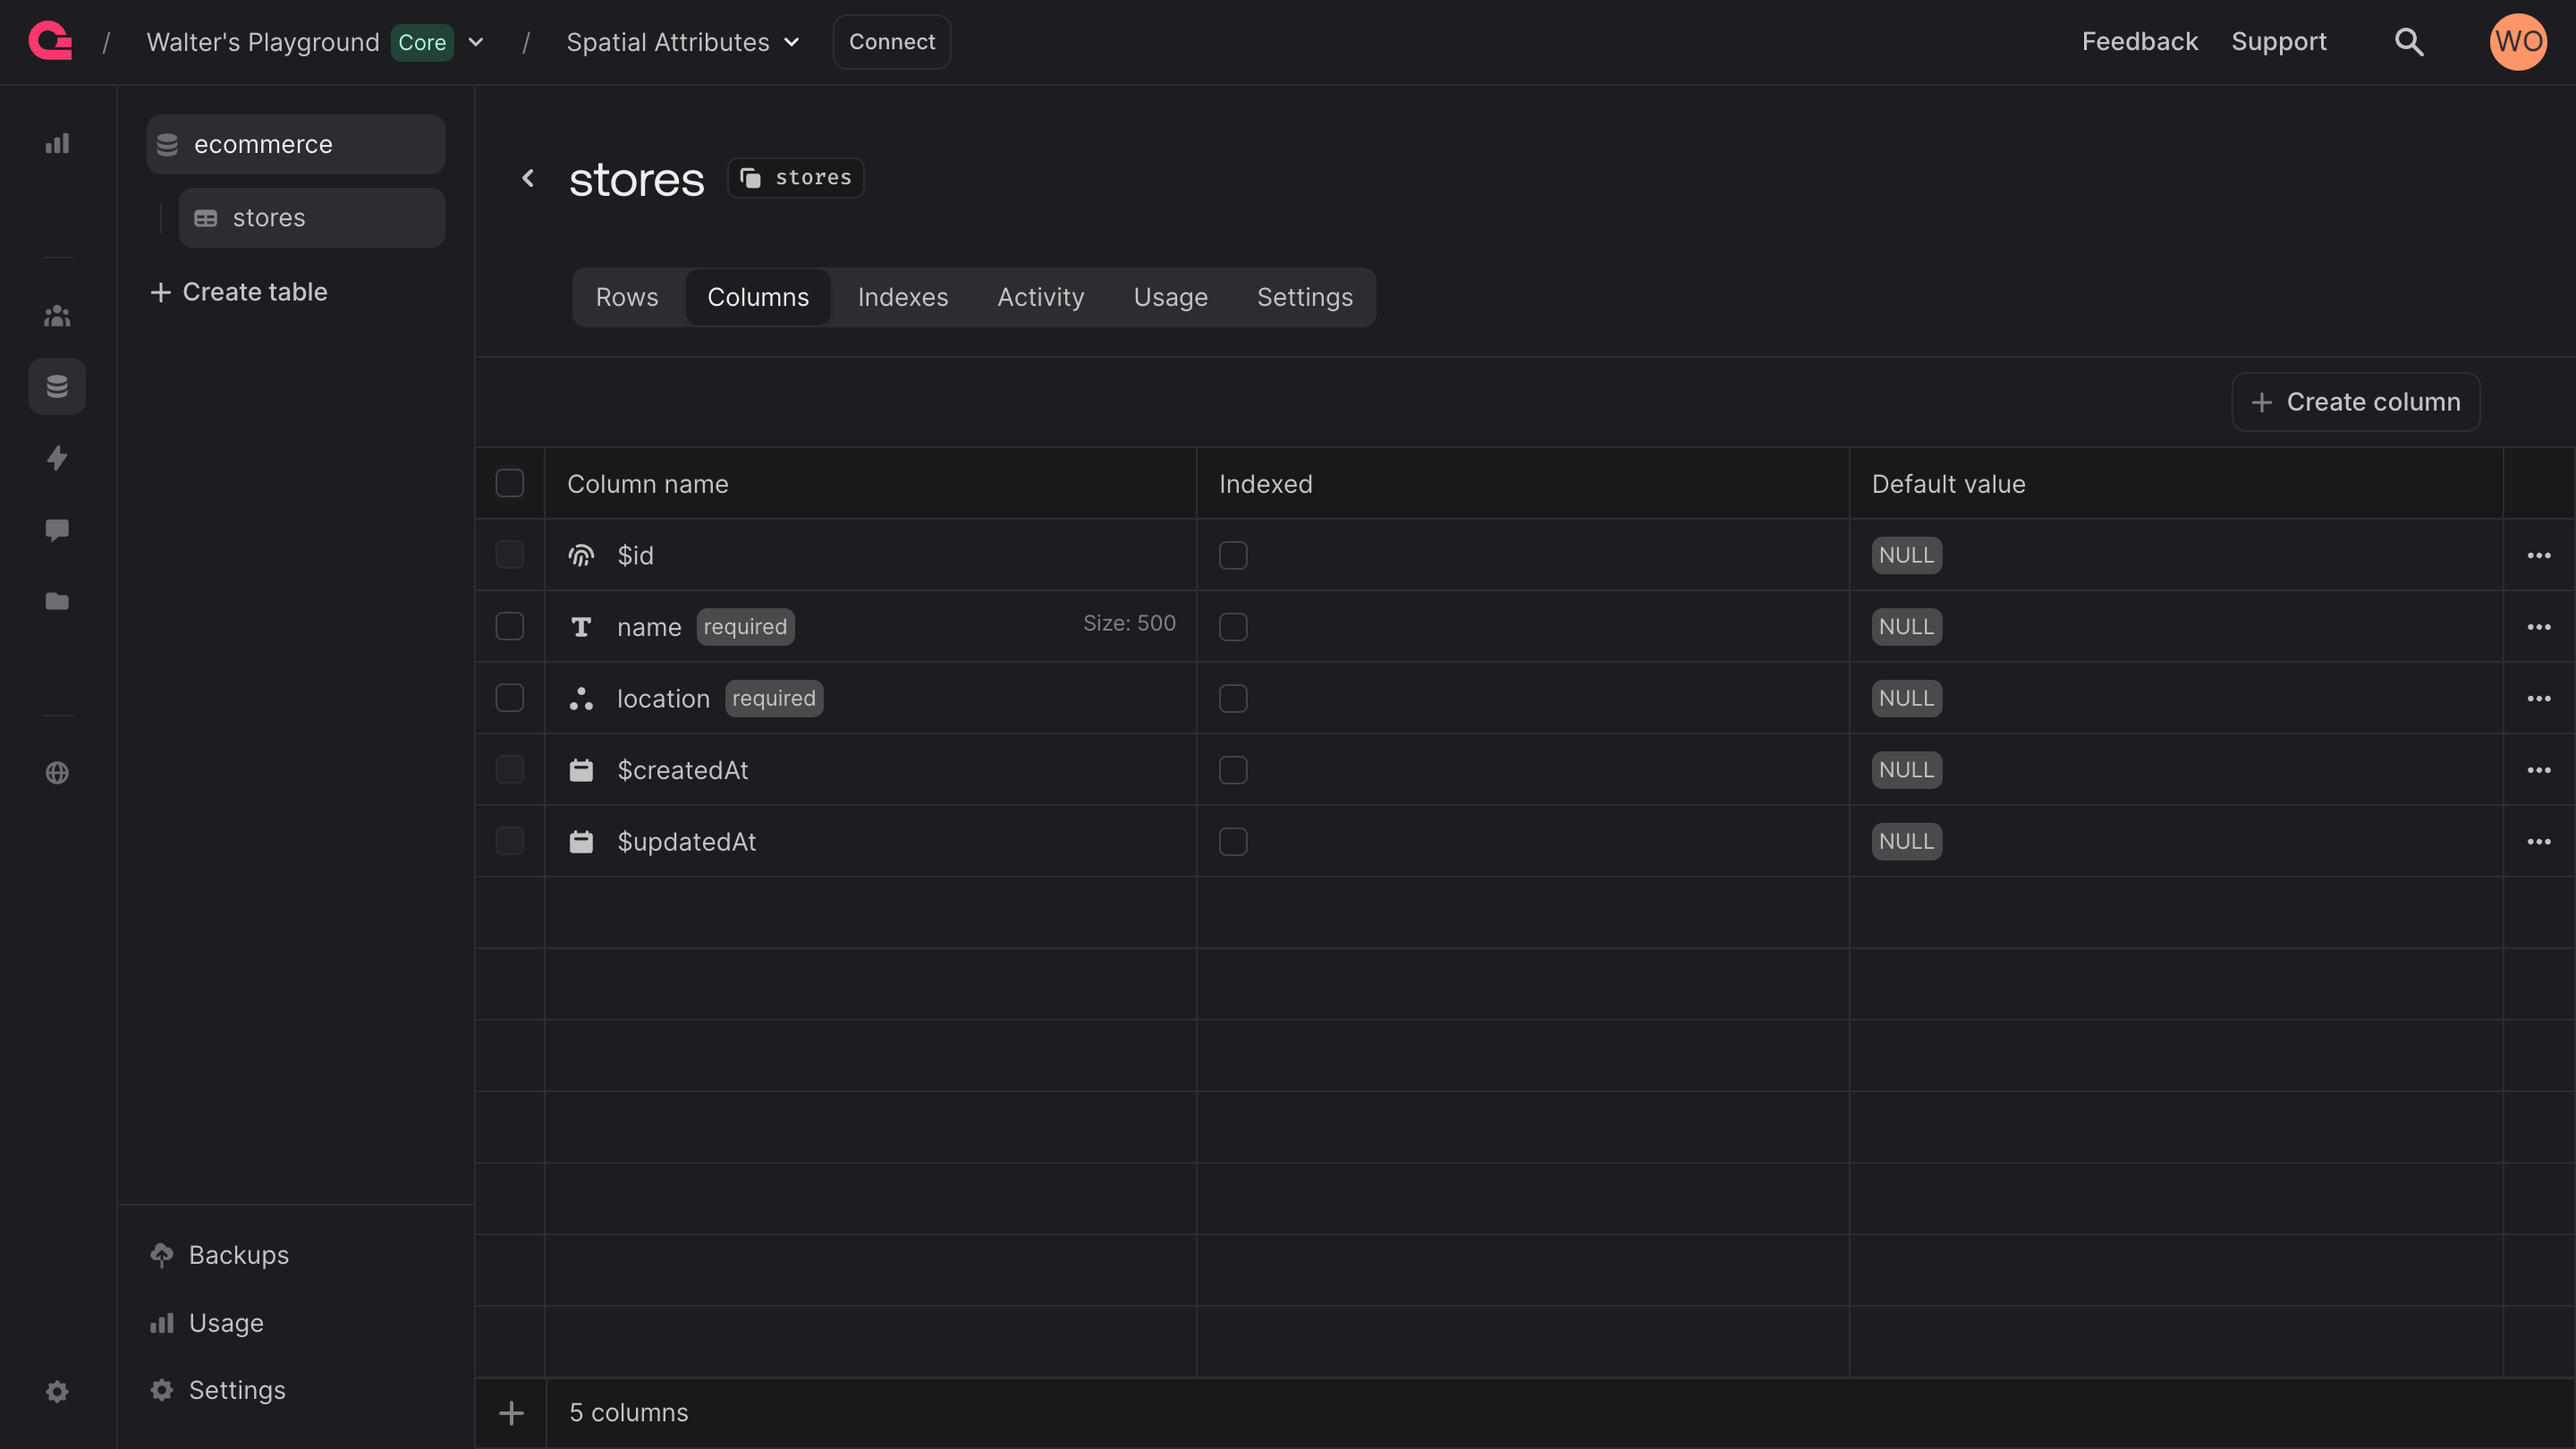 / Walter's Playground Core / Spatial Attributes Connect Feedback Support WO
ecommerce
stores
Create table
stores stores
Rows Columns Indexes Activity Usage Settings
Create column
Column name Indexed Default value
$id NULL
name required Size: 500 NULL
location required NULL
$createdAt NULL
$updatedAt NULL
Backups
Usage
Settings
5 columns